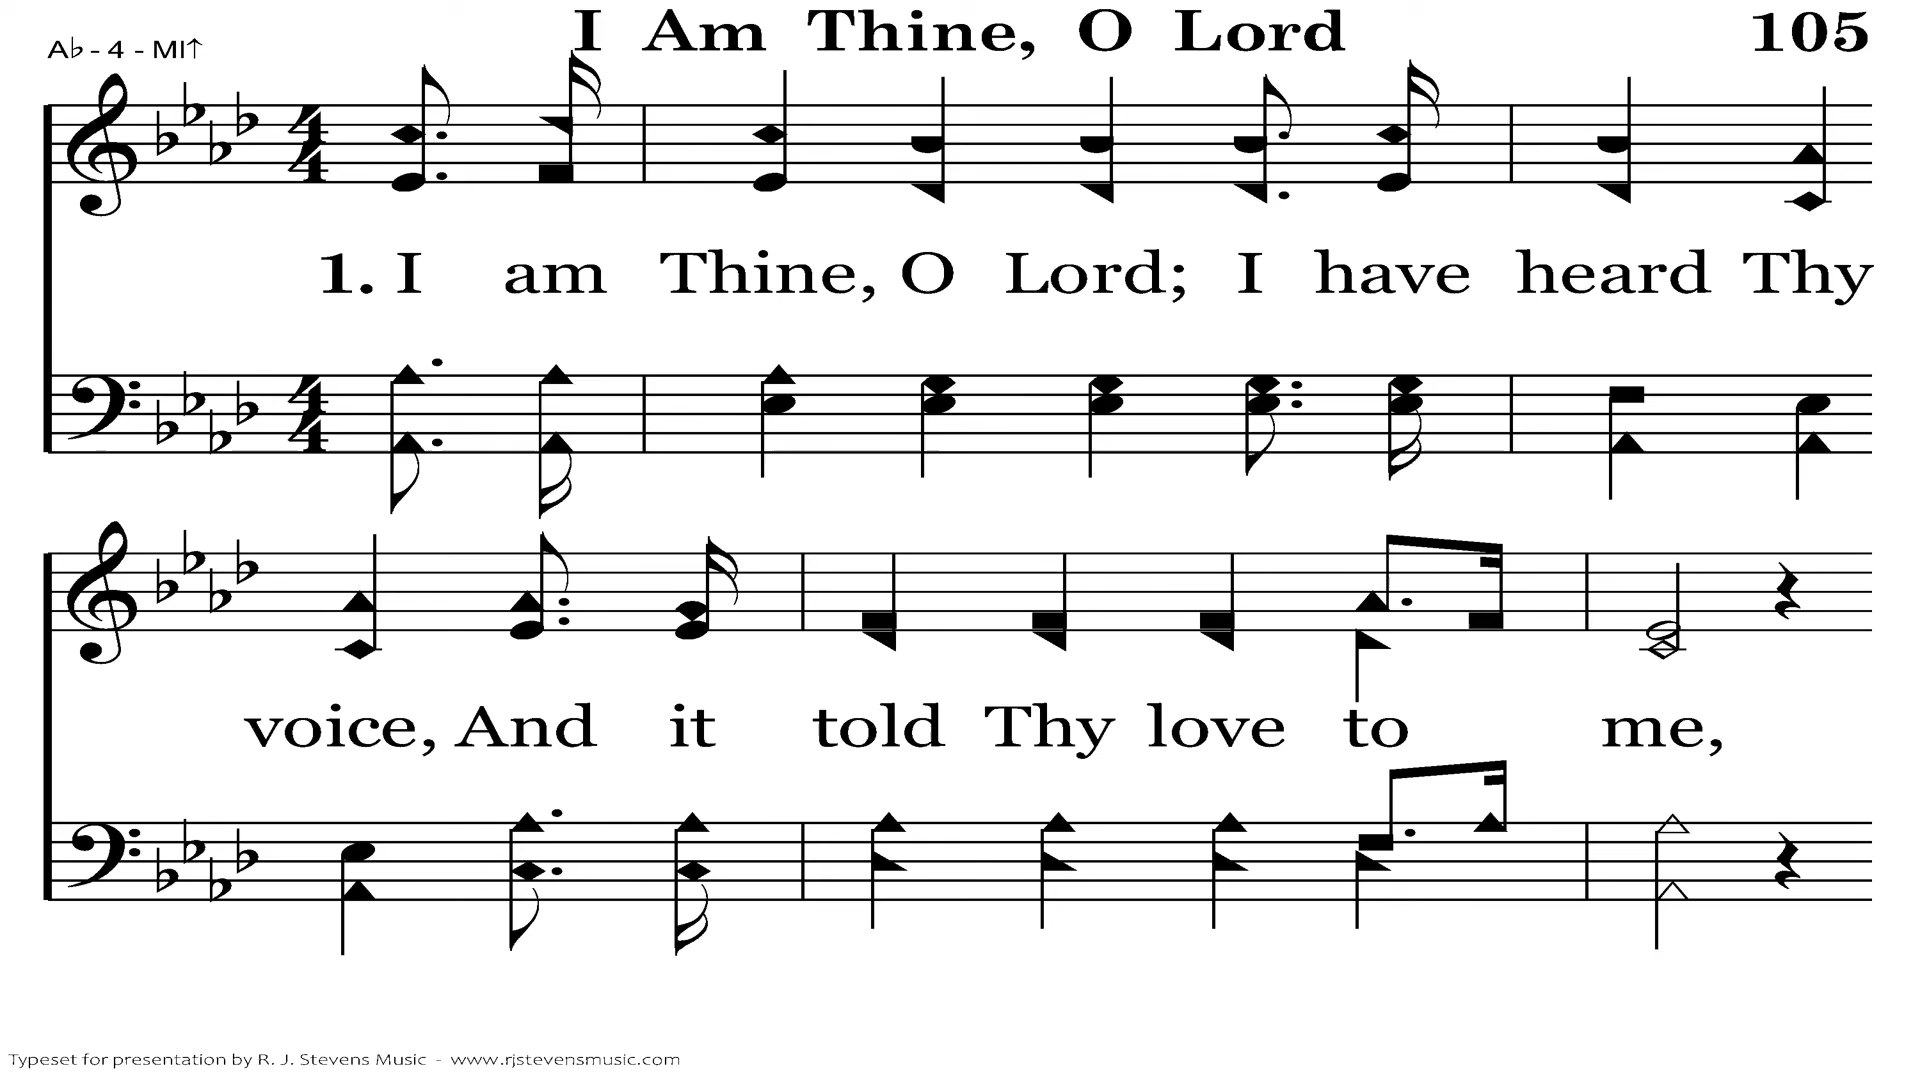 I Am Thine, O Lord 105
A♭ - 4 - MI↑
1. I am Thine, O Lord; I have heard Thy
voice, And it told Thy love to me,
Typeset for presentation by R. J. Stevens Music - www.rjstevensmusic.com